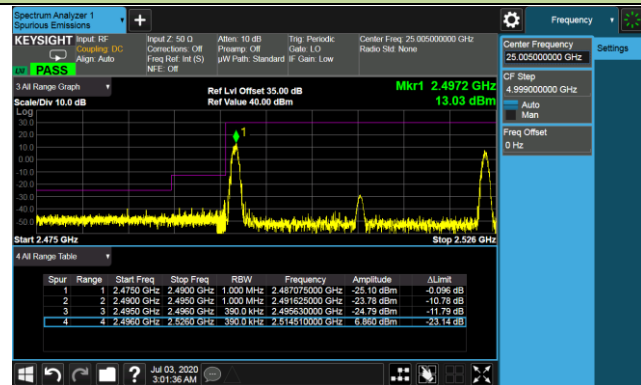 Spectrum Analyzer 1
Spurious Emissions
Frequency
KEYSIGHT
Input: RF
Coupling: DC
Align: Auto
Input Z: 50 Ω
Corrections: Off
Freq Ref: Int (S)
NFE: Off
Atten: 10 dB
Preamp: Off
µW Path: Standard
Trig: Periodic
Gate: LO
IF Gain: Low
Center Freq: 25.005000000 GHz
Radio Std: None
LV PASS
Center Frequency
25.005000000 GHz
Settings
CF Step
4.999000000 GHz
Auto
Man
Freq Offset
0 Hz
3 All Range Graph
Scale/Div 10.0 dB
Ref Lvl Offset 35.00 dB
Ref Value 40.00 dBm
Mkr1 2.4972 GHz
13.03 dBm
Log
30.0
20.0
10.0
0.00
-10.0
-20.0
-30.0
-40.0
-50.0
1
Start 2.475 GHz
Stop 2.526 GHz
4 All Range Table
Spur Range Start Freq Stop Freq RBW Frequency Amplitude ΔLimit
1 1 2.4750 GHz 2.4900 GHz 1.000 MHz 2.487075000 GHz -25.10 dBm -0.096 dB
2 2 2.4900 GHz 2.4950 GHz 1.000 MHz 2.491625000 GHz -23.78 dBm -10.78 dB
3 3 2.4950 GHz 2.4960 GHz 390.0 kHz 2.495630000 GHz -24.79 dBm -11.79 dB
4 4 2.4960 GHz 2.5260 GHz 390.0 kHz 2.514510000 GHz 6.860 dBm -23.14 dB
Jul 03, 2020
3:01:36 AM